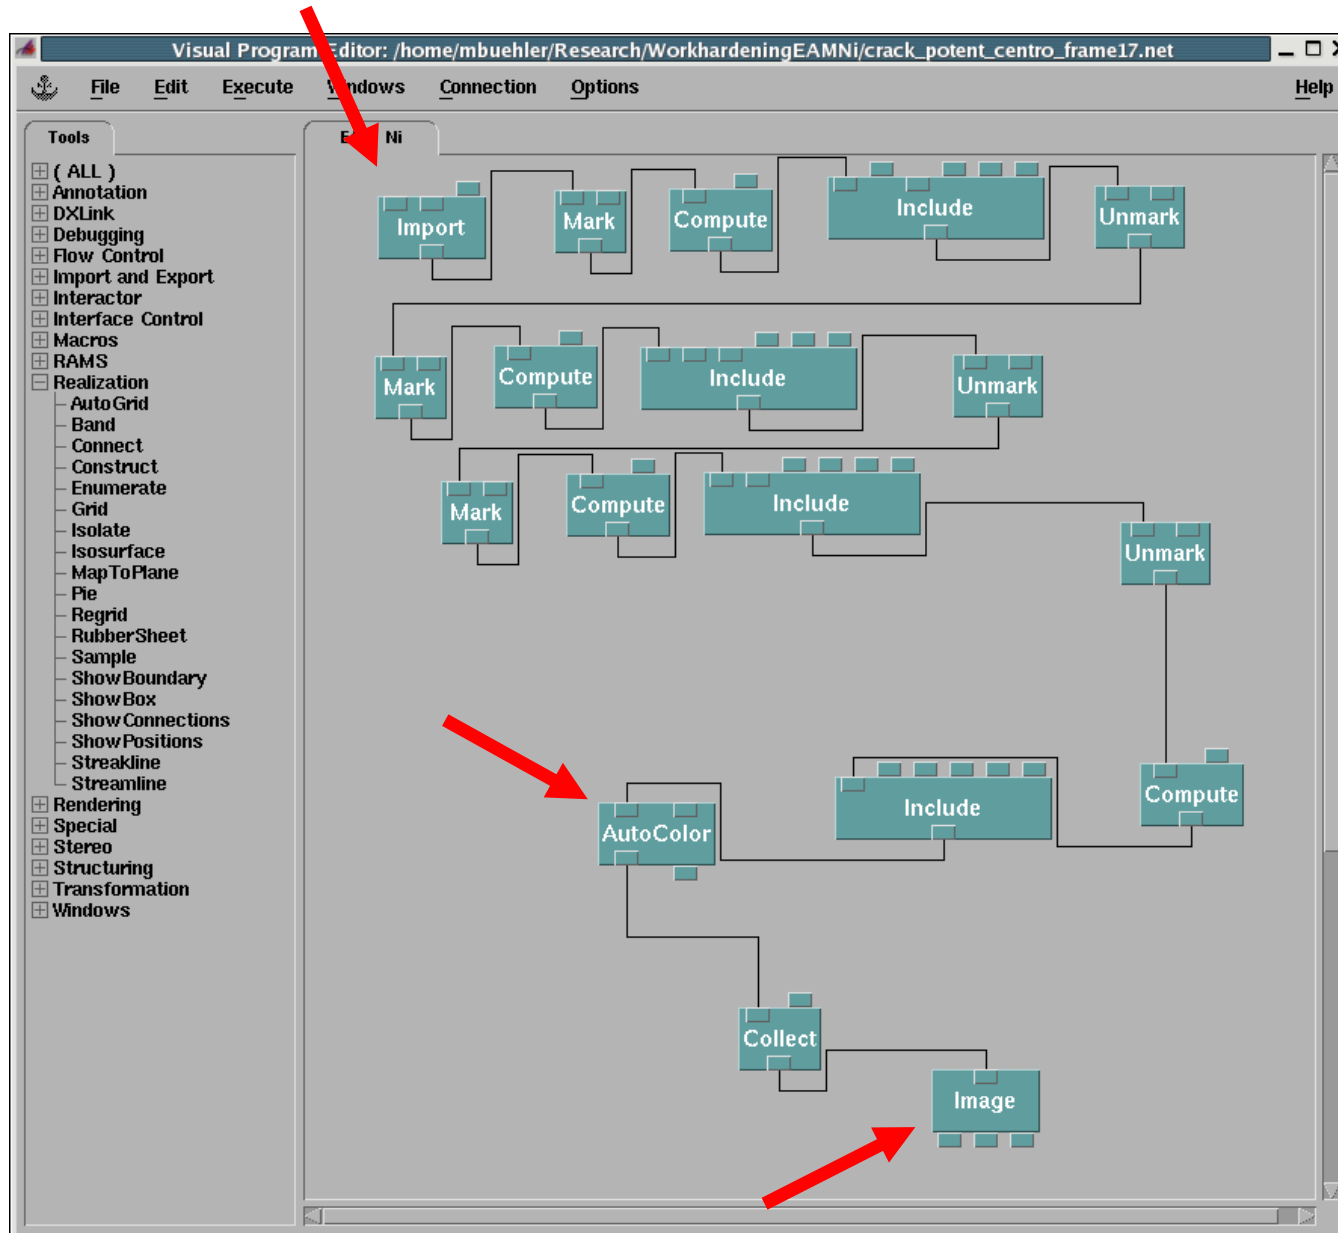 Visual Program Editor: /home/mbuehler/Research/WorkhardeningEAMNi/crack_potent_centro_frame17.net
File Edit Execute Windows Connection Options Help
Tools
( ALL )
Annotation
DXLink
Debugging
Flow Control
Import and Export
Interactor
Interface Control
Macros
RAMS
Realization
AutoGrid
Band
Connect
Construct
Enumerate
Grid
Isolate
Isosurface
MapToPlane
Pie
Regrid
RubberSheet
Sample
ShowBoundary
ShowBox
ShowConnections
ShowPositions
Streakline
Streamline
Rendering
Special
Stereo
Structuring
Transformation
Windows
Ni
Import Mark Compute Include Unmark
Mark Compute Include Unmark
Mark Compute Include Unmark
AutoColor Include Compute
Collect
Image